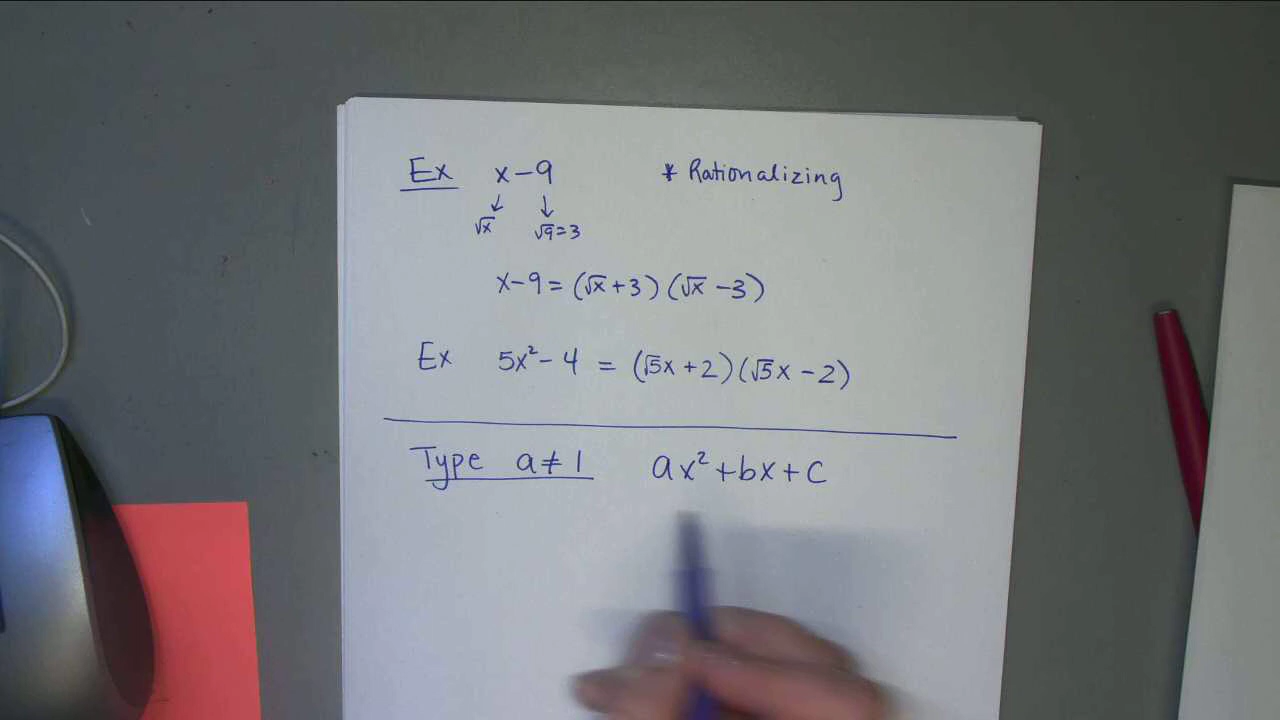 Ex x-9 * Rationalizing
↙ ↓
√x √9=3
x-9=(√x+3)(√x-3)
Ex 5x²-4 = (√5x+2)(√5x-2)
Type a≠1 ax²+bx+c